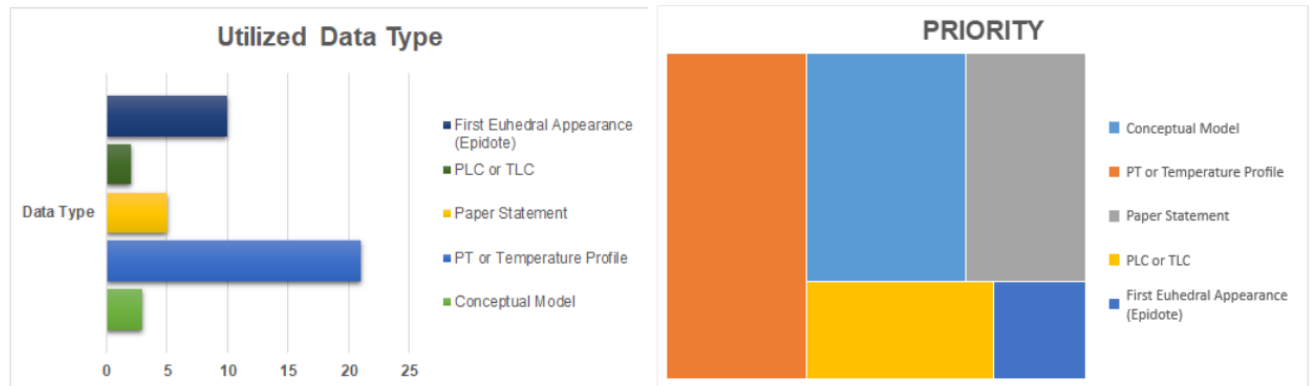 Utilized Data Type
First Euhedral Appearance
(Epidote)
PLC or TLC
Paper Statement
PT or Temperature Profile
Conceptual Model
Data Type
0 5 10 15 20 25
PRIORITY
Conceptual Model
PT or Temperature Profile
Paper Statement
PLC or TLC
First Euhedral Appearance
(Epidote)